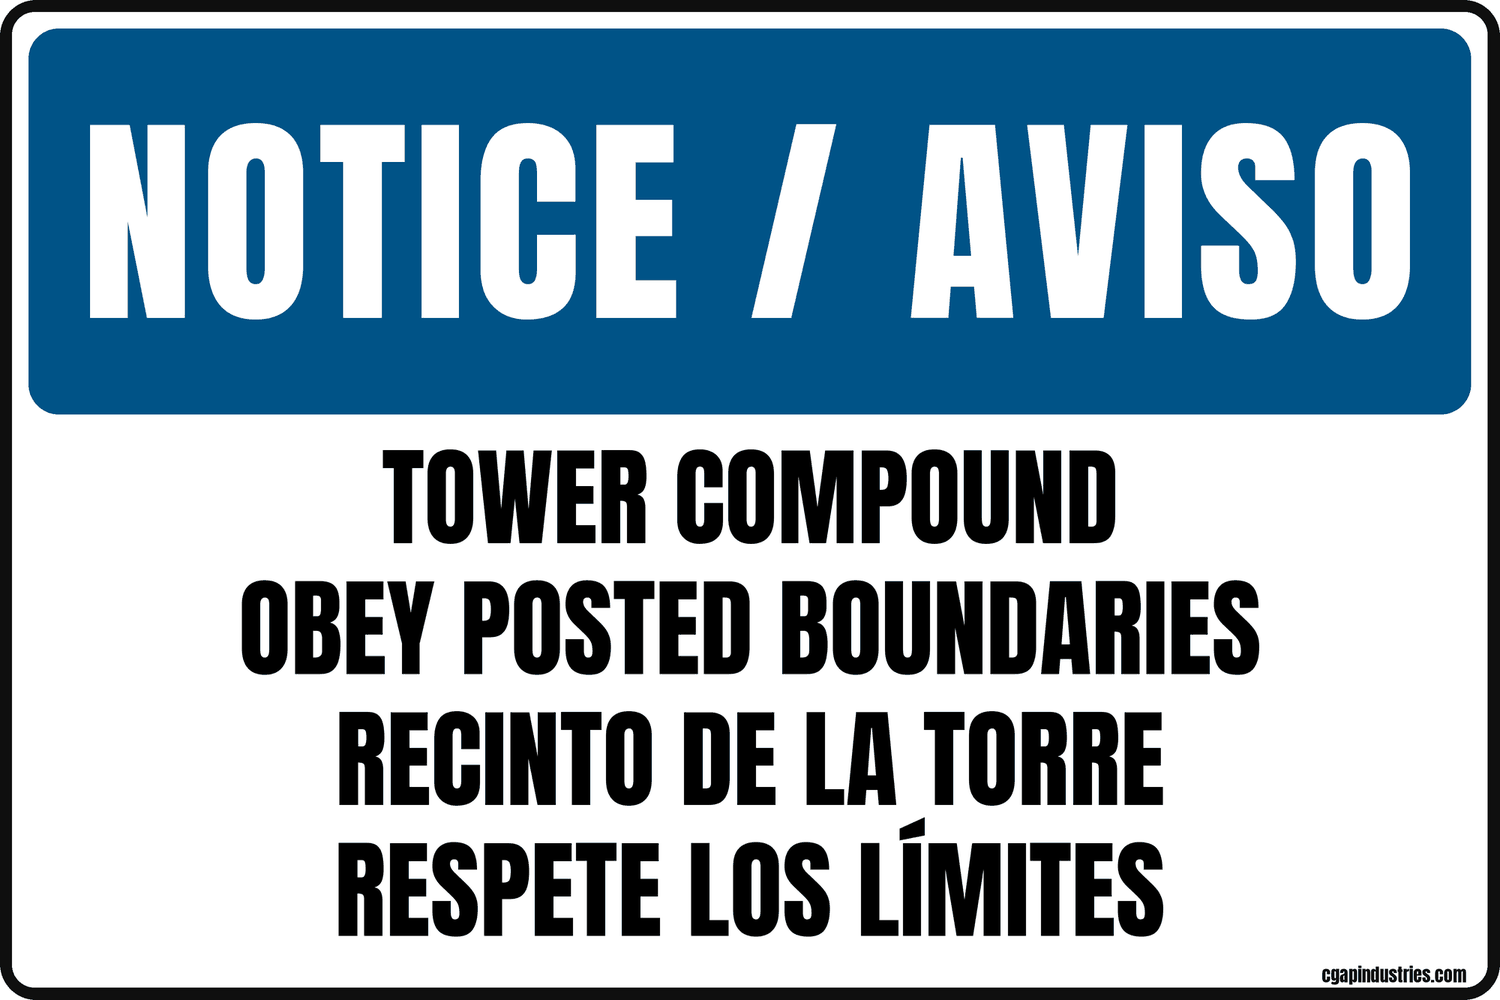 NOTICE / AVISO
TOWER COMPOUND
OBEY POSTED BOUNDARIES
RECINTO DE LA TORRE
RESPETE LOS LÍMITES
cgapindustries.com